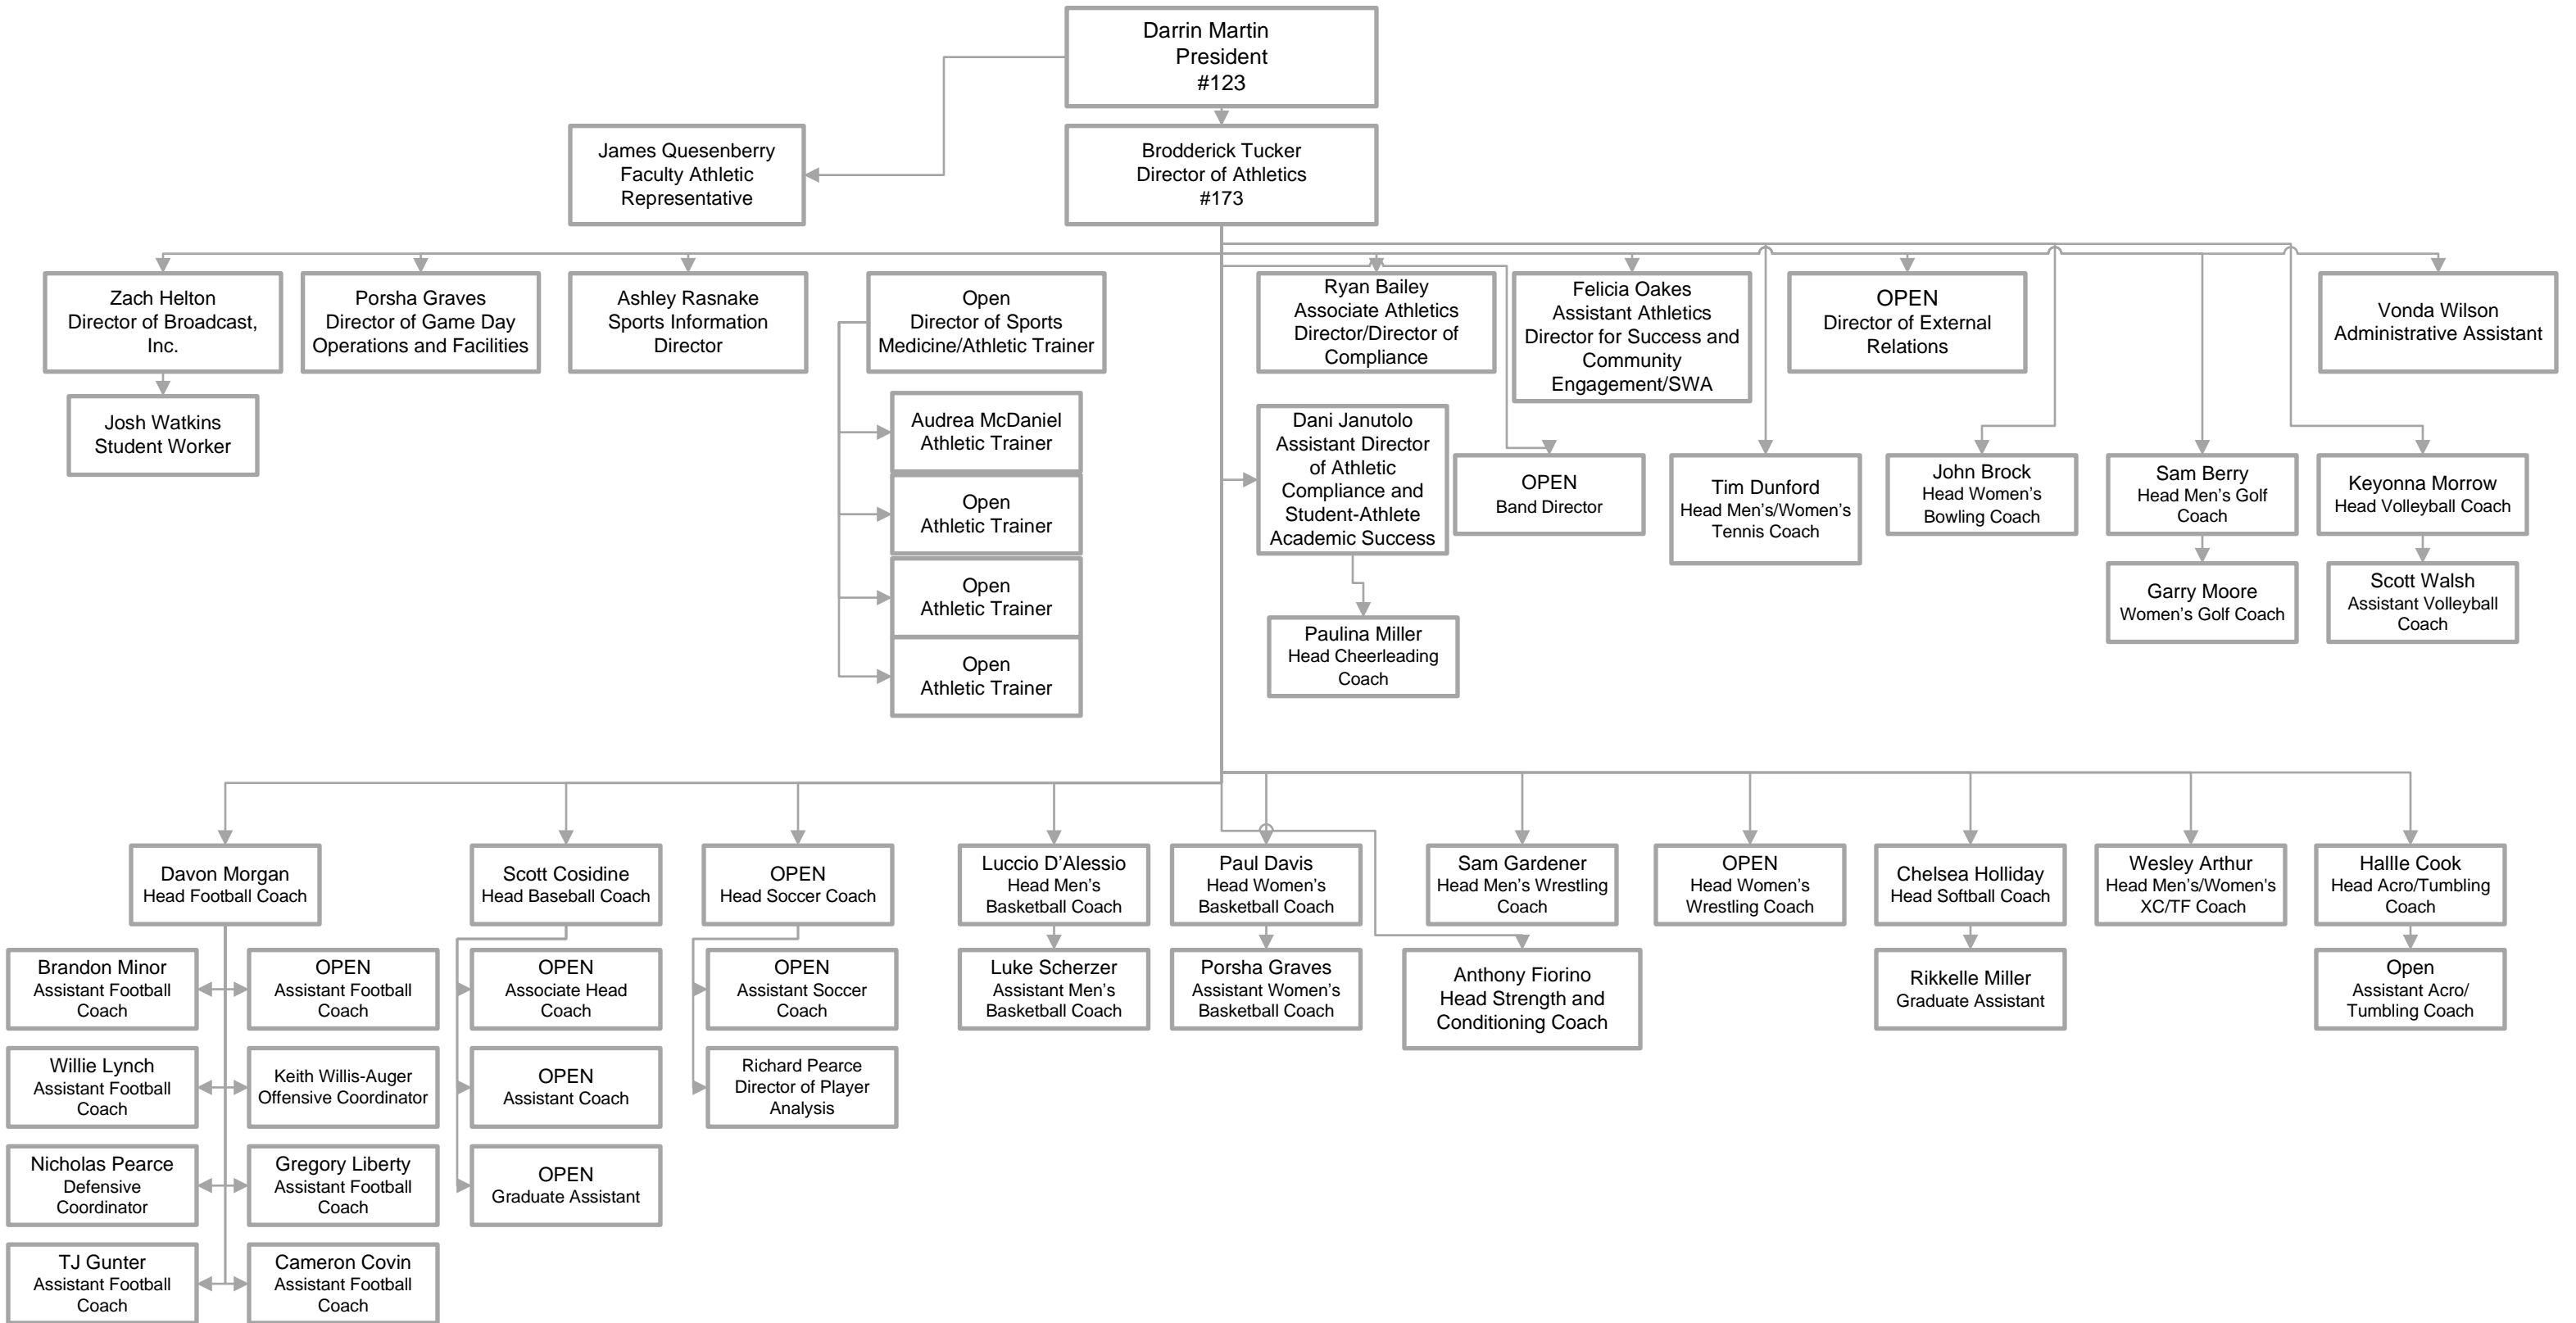 Darrin Martin
President
#123
James Quesenberry
Faculty Athletic
Representative
Brodderick Tucker
Director of Athletics
#173
Zach Helton
Director of Broadcast,
Inc.
Porsha Graves
Director of Game Day
Operations and Facilities
Ashley Rasnake
Sports Information
Director
Open
Director of Sports
Medicine/Athletic Trainer
Ryan Bailey
Associate Athletics
Director/Director of
Compliance
Felicia Oakes
Assistant Athletics
Director for Success and
Community
Engagement/SWA
OPEN
Director of External
Relations
Vonda Wilson
Administrative Assistant
Josh Watkins
Student Worker
Audrea McDaniel
Athletic Trainer
Open
Athletic Trainer
Open
Athletic Trainer
Open
Athletic Trainer
Dani Janutolo
Assistant Director
of Athletic
Compliance and
Student-Athlete
Academic Success
OPEN
Band Director
Tim Dunford
Head Men's/Women's
Tennis Coach
John Brock
Head Women's
Bowling Coach
Sam Berry
Head Men's Golf
Coach
Keyonna Morrow
Head Volleyball Coach
Garry Moore
Women's Golf Coach
Scott Walsh
Assistant Volleyball
Coach
Paulina Miller
Head Cheerleading
Coach
Davon Morgan
Head Football Coach
Scott Cosidine
Head Baseball Coach
OPEN
Head Soccer Coach
Luccio D'Alessio
Head Men's
Basketball Coach
Paul Davis
Head Women's
Basketball Coach
Sam Gardener
Head Men's Wrestling
Coach
OPEN
Head Women's
Wrestling Coach
Chelsea Holliday
Head Softball Coach
Wesley Arthur
Head Men's/Women's
XC/TF Coach
Hallle Cook
Head Acro/Tumbling
Coach
Brandon Minor
Assistant Football
Coach
OPEN
Assistant Football
Coach
OPEN
Associate Head
Coach
OPEN
Assistant Soccer
Coach
Luke Scherzer
Assistant Men's
Basketball Coach
Porsha Graves
Assistant Women's
Basketball Coach
Anthony Fiorino
Head Strength and
Conditioning Coach
Rikkelle Miller
Graduate Assistant
Open
Assistant Acro/
Tumbling Coach
Willie Lynch
Assistant Football
Coach
Keith Willis-Auger
Offensive Coordinator
OPEN
Assistant Coach
Richard Pearce
Director of Player
Analysis
Nicholas Pearce
Defensive
Coordinator
Gregory Liberty
Assistant Football
Coach
OPEN
Graduate Assistant
TJ Gunter
Assistant Football
Coach
Cameron Covin
Assistant Football
Coach